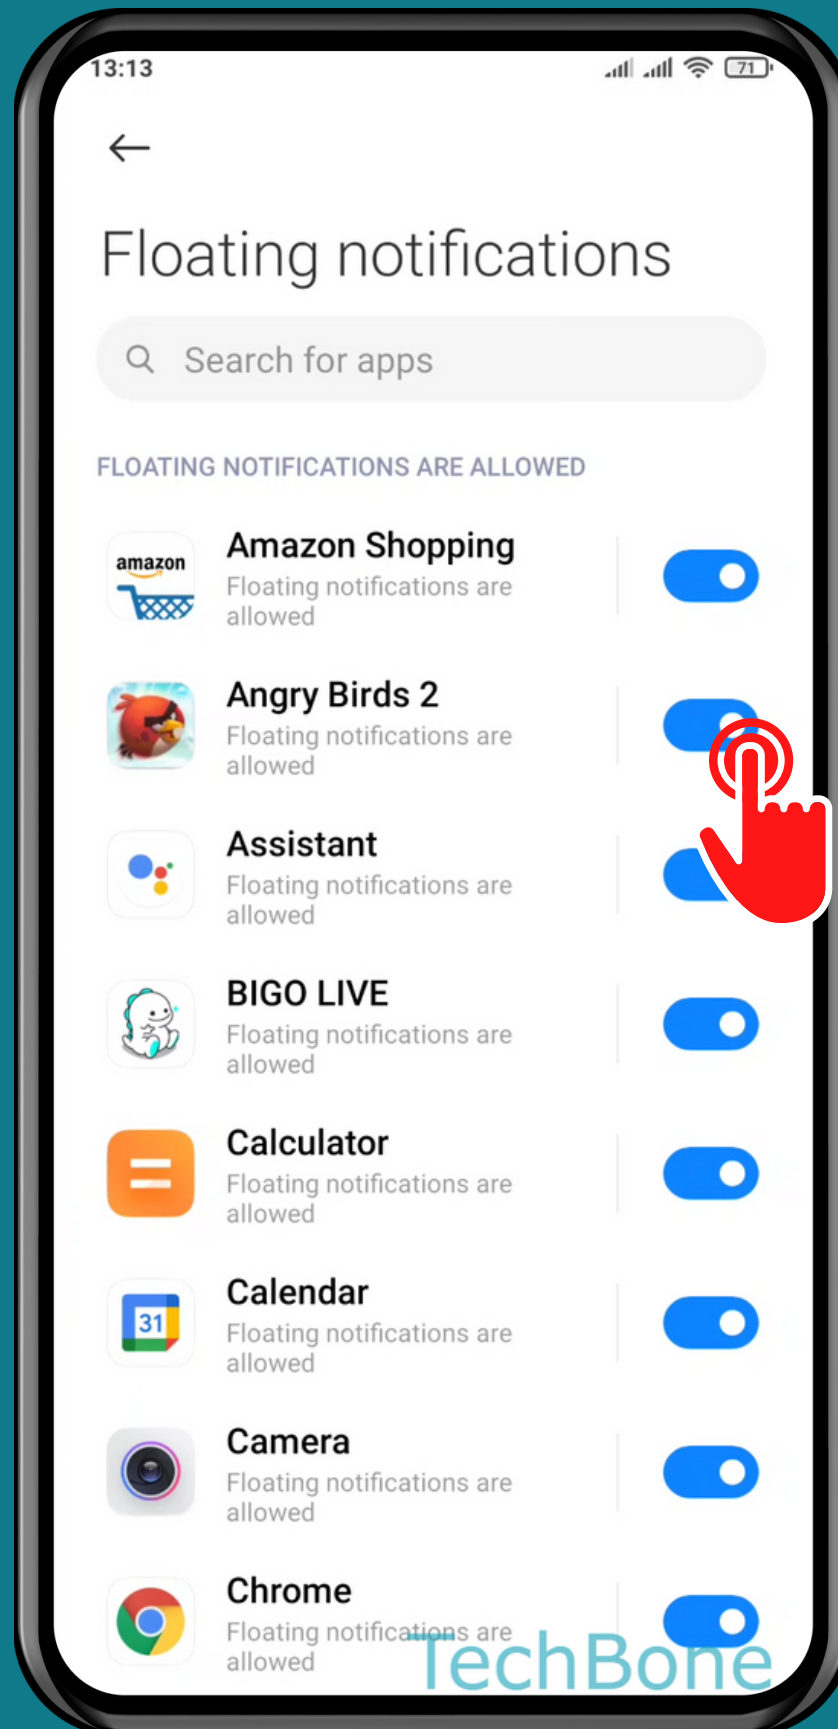 13:13
71
Floating notifications
Search for apps
FLOATING NOTIFICATIONS ARE ALLOWED
amazon
Amazon Shopping
Floating notifications are
allowed
Angry Birds 2
Floating notifications are
allowed
Assistant
Floating notifications are
allowed
BIGO LIVE
Floating notifications are
allowed
Calculator
Floating notifications are
allowed
31
Calendar
Floating notifications are
allowed
Camera
Floating notifications are
allowed
Chrome
Floating notifications are
allowed
TechBone